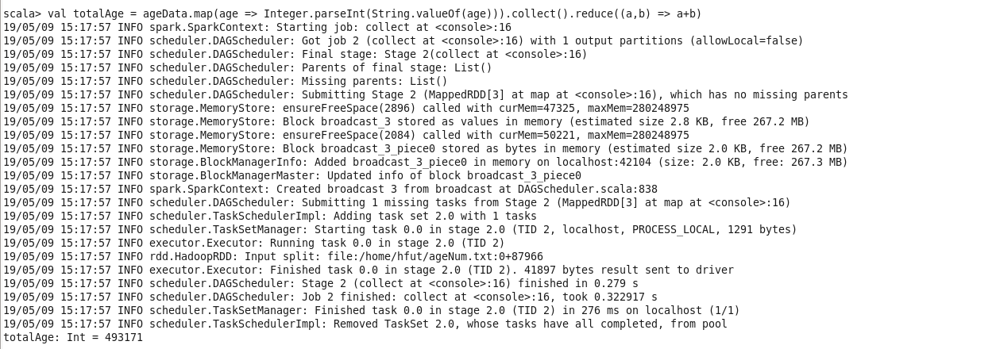 scala> val totalAge = ageData.map(age => Integer.parseInt(String.valueOf(age))).collect().reduce((a,b) => a+b)
19/05/09 15:17:57 INFO spark.SparkContext: Starting job: collect at <console>:16
19/05/09 15:17:57 INFO scheduler.DAGScheduler: Got job 2 (collect at <console>:16) with 1 output partitions (allowLocal=false)
19/05/09 15:17:57 INFO scheduler.DAGScheduler: Final stage: Stage 2(collect at <console>:16)
19/05/09 15:17:57 INFO scheduler.DAGScheduler: Parents of final stage: List()
19/05/09 15:17:57 INFO scheduler.DAGScheduler: Missing parents: List()
19/05/09 15:17:57 INFO scheduler.DAGScheduler: Submitting Stage 2 (MappedRDD[3] at map at <console>:16), which has no missing parents
19/05/09 15:17:57 INFO storage.MemoryStore: ensureFreeSpace(2896) called with curMem=47325, maxMem=280248975
19/05/09 15:17:57 INFO storage.MemoryStore: Block broadcast_3 stored as values in memory (estimated size 2.8 KB, free 267.2 MB)
19/05/09 15:17:57 INFO storage.MemoryStore: ensureFreeSpace(2084) called with curMem=50221, maxMem=280248975
19/05/09 15:17:57 INFO storage.MemoryStore: Block broadcast_3_piece0 stored as bytes in memory (estimated size 2.0 KB, free 267.2 MB)
19/05/09 15:17:57 INFO storage.BlockManagerInfo: Added broadcast_3_piece0 in memory on localhost:42104 (size: 2.0 KB, free: 267.3 MB)
19/05/09 15:17:57 INFO storage.BlockManagerMaster: Updated info of block broadcast_3_piece0
19/05/09 15:17:57 INFO spark.SparkContext: Created broadcast 3 from broadcast at DAGScheduler.scala:838
19/05/09 15:17:57 INFO scheduler.DAGScheduler: Submitting 1 missing tasks from Stage 2 (MappedRDD[3] at map at <console>:16)
19/05/09 15:17:57 INFO scheduler.TaskSchedulerImpl: Adding task set 2.0 with 1 tasks
19/05/09 15:17:57 INFO scheduler.TaskSetManager: Starting task 0.0 in stage 2.0 (TID 2, localhost, PROCESS_LOCAL, 1291 bytes)
19/05/09 15:17:57 INFO executor.Executor: Running task 0.0 in stage 2.0 (TID 2)
19/05/09 15:17:57 INFO rdd.HadoopRDD: Input split: file:/home/hfut/ageNum.txt:0+87966
19/05/09 15:17:57 INFO executor.Executor: Finished task 0.0 in stage 2.0 (TID 2). 41897 bytes result sent to driver
19/05/09 15:17:57 INFO scheduler.DAGScheduler: Stage 2 (collect at <console>:16) finished in 0.279 s
19/05/09 15:17:57 INFO scheduler.DAGScheduler: Job 2 finished: collect at <console>:16, took 0.322917 s
19/05/09 15:17:57 INFO scheduler.TaskSetManager: Finished task 0.0 in stage 2.0 (TID 2) in 276 ms on localhost (1/1)
19/05/09 15:17:57 INFO scheduler.TaskSchedulerImpl: Removed TaskSet 2.0, whose tasks have all completed, from pool
totalAge: Int = 493171